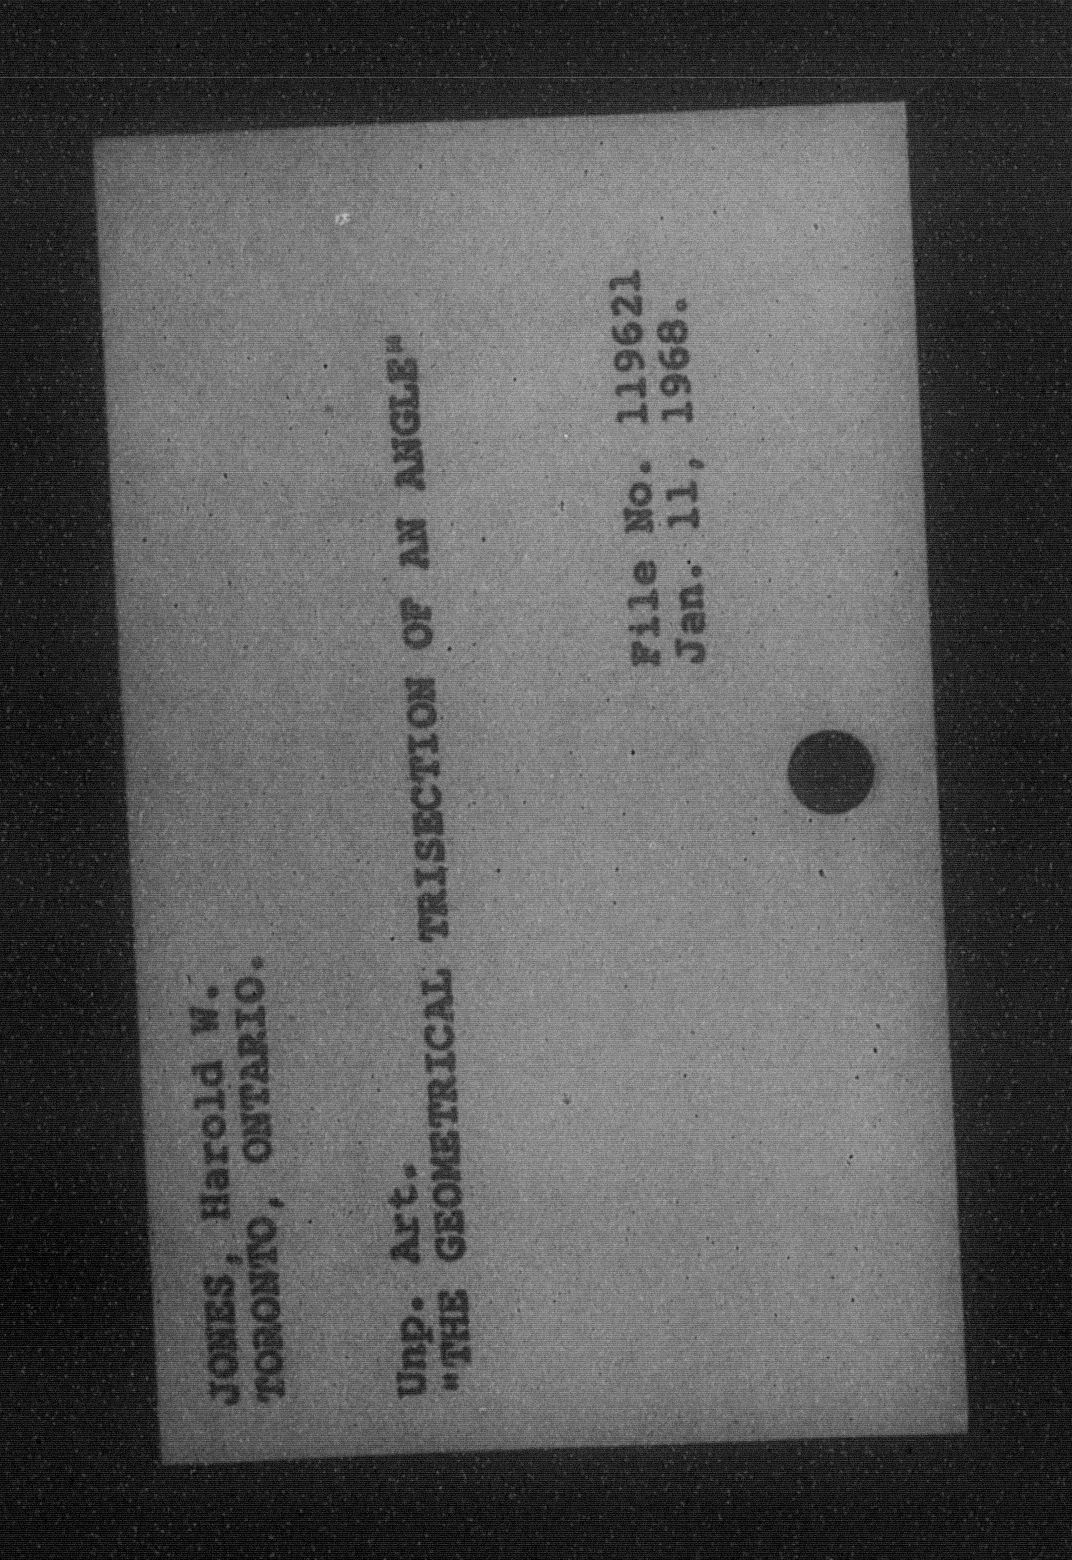 JONES, Harold W.
TORONTO, ONTARIO.
Unp. Art.
"THE GEOMETRICAL TRISECTION OF AN ANGLE"
File No. 119621
Jan. 11, 1968.